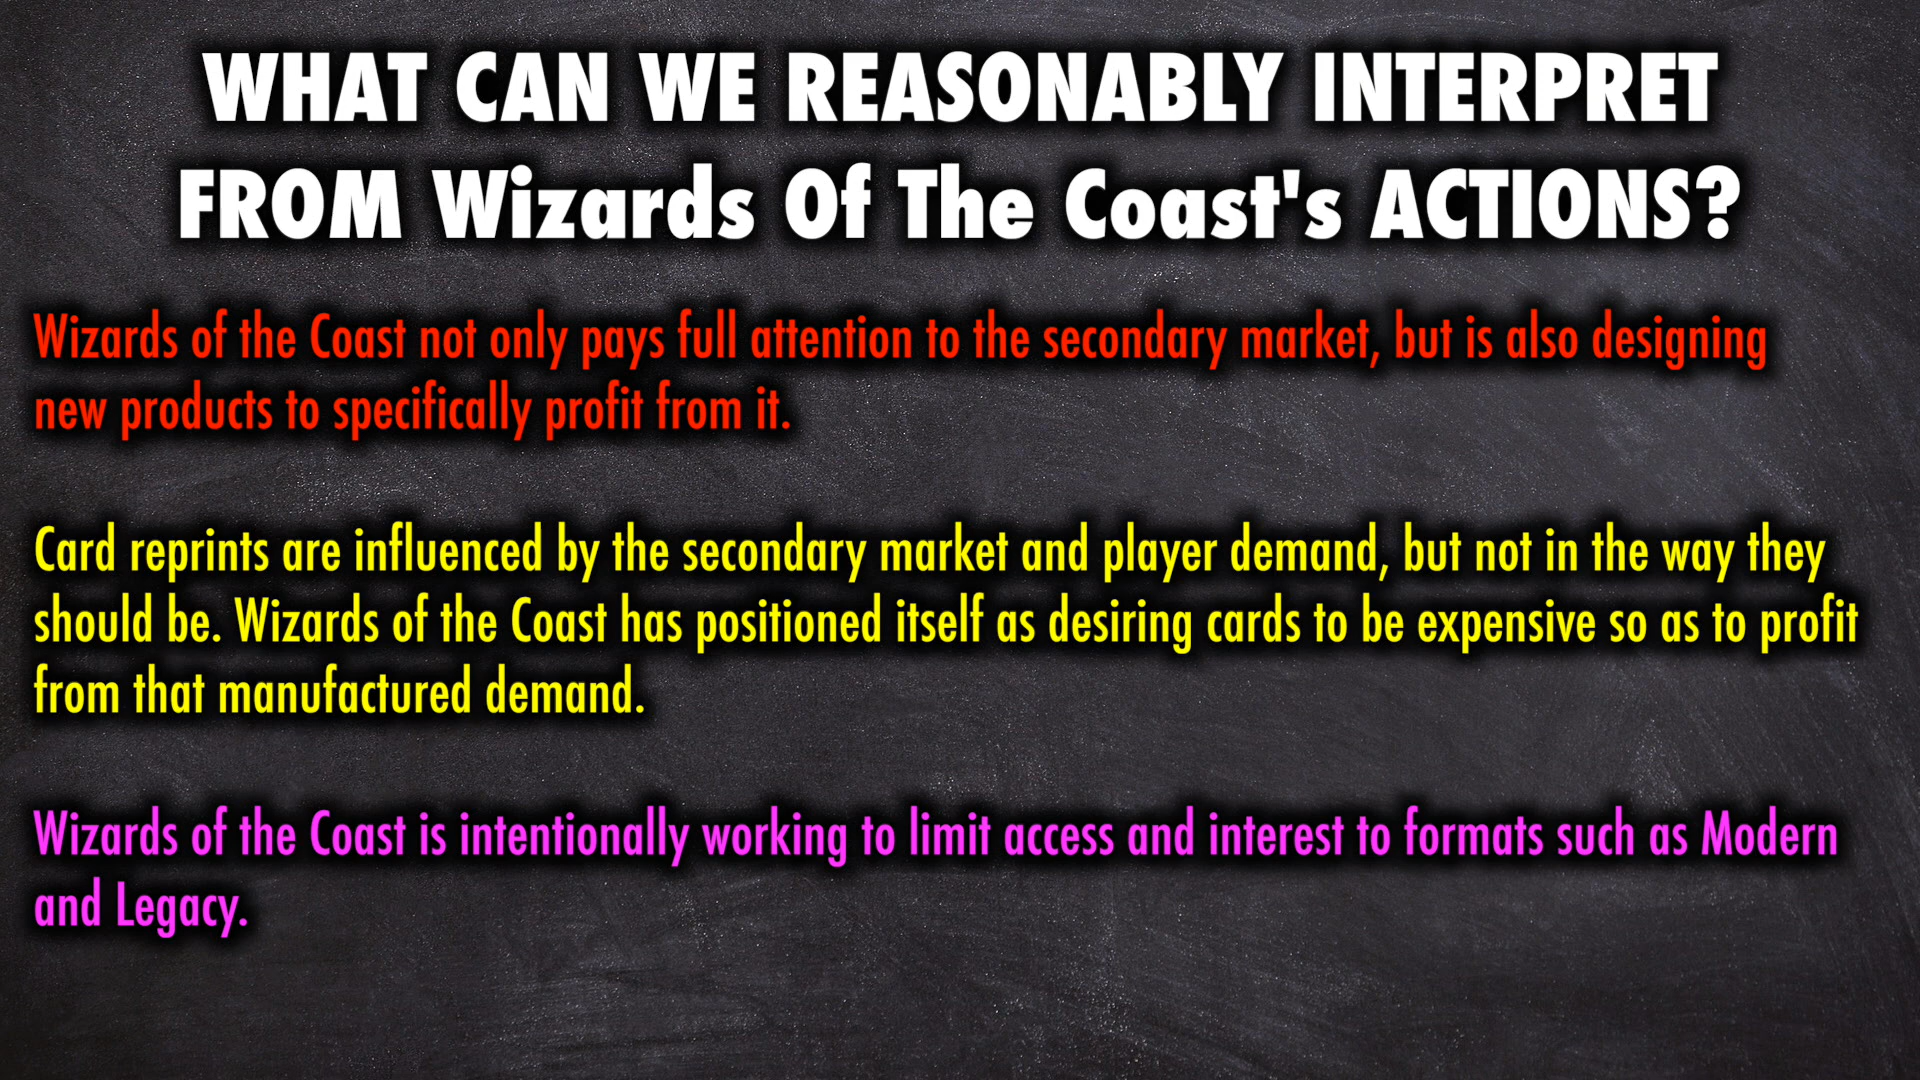 WHAT CAN WE REASONABLY INTERPRET
FROM Wizards Of The Coast's ACTIONS?
Wizards of the Coast not only pays full attention to the secondary market, but is also designing
new products to specifically profit from it.
Card reprints are influenced by the secondary market and player demand, but not in the way they
should be. Wizards of the Coast has positioned itself as desiring cards to be expensive so as to profit
from that manufactured demand.
Wizards of the Coast is intentionally working to limit access and interest to formats such as Modern
and Legacy.